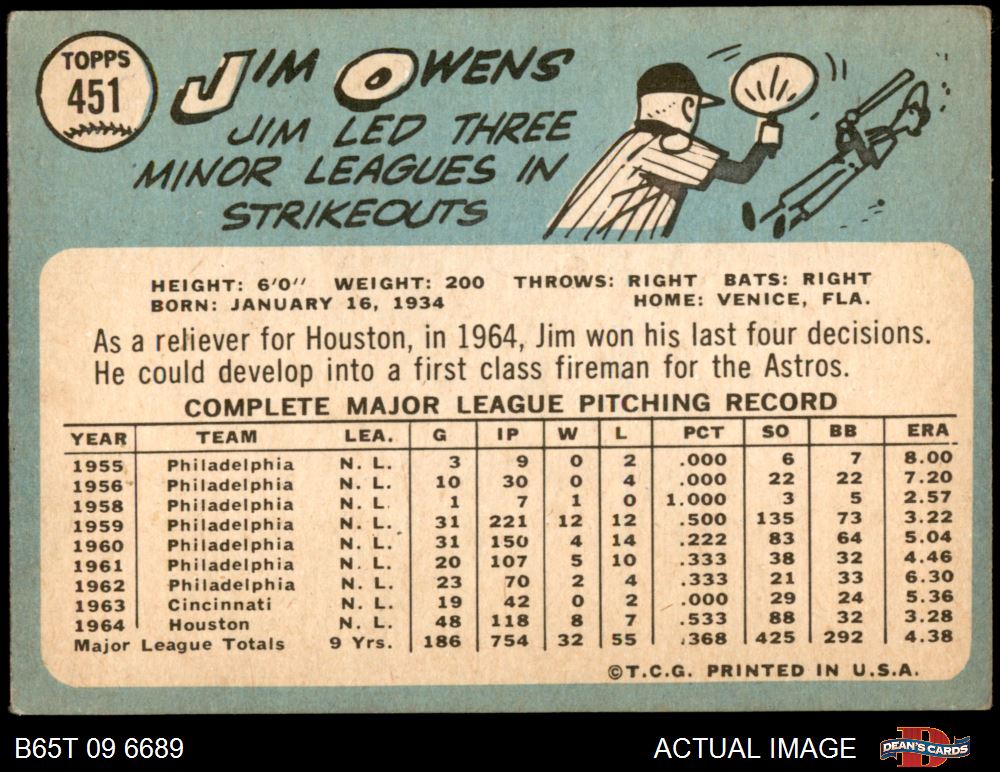 TOPPS
451
JIM OWENS
JIM LED THREE
MINOR LEAGUES IN
STRIKEOUTS
HEIGHT: 6'0" WEIGHT: 200 THROWS: RIGHT BATS: RIGHT
BORN: JANUARY 16, 1934 HOME: VENICE, FLA.
As a reliever for Houston, in 1964, Jim won his last four decisions.
He could develop into a first class fireman for the Astros.
COMPLETE MAJOR LEAGUE PITCHING RECORD
YEAR TEAM LEA. G IP W L PCT SO BB ERA
1955 Philadelphia N. L. 3 9 0 2 .000 6 7 8.00
1956 Philadelphia N. L. 10 30 0 4 .000 22 22 7.20
1958 Philadelphia N. L. 1 7 1 0 1.000 3 5 2.57
1959 Philadelphia N. L. 31 221 12 12 .500 135 73 3.22
1960 Philadelphia N. L. 31 150 4 14 .222 83 64 5.04
1961 Philadelphia N. L. 20 107 5 10 .333 38 32 4.46
1962 Philadelphia N. L. 23 70 2 4 .333 21 33 6.30
1963 Cincinnati N. L. 19 42 0 2 .000 29 24 5.36
1964 Houston N. L. 48 118 8 7 .533 88 32 3.28
Major League Totals 9 Yrs. 186 754 32 55 .368 425 292 4.38
©T.C.G. PRINTED IN U.S.A.
B65T 09 6689 ACTUAL IMAGE DEAN'S CARDS